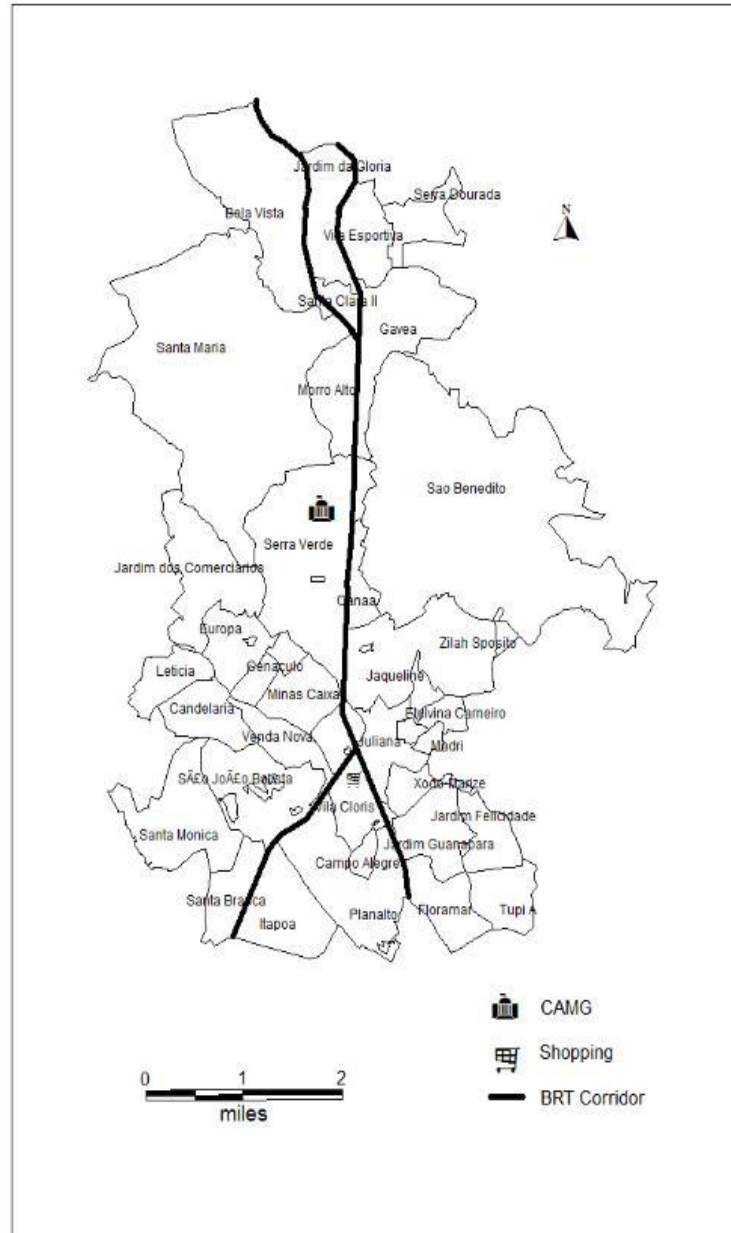 Jardim da Gloria
Serra Dourada
N
Bela Vista
Vila Esportiva
Santa Clara II
Gavea
Santa Maria
Morro Alto
Sao Benedito
Serra Verde
Jardim dos Comerciarios
Canaa
Europa
Zilah Sposito
Cenaculo
Leticia
Jaqueline
Minas Caixa
Candelaria
Etelvina Carneiro
Venda Nova
Juliana
Madri
SÃ£o JoÃ£o Batista
Xodo-Marize
Vila Cloris
Jardim Felicidade
Santa Monica
Jardim Guanabara
Campo Alegre
Santa Branca
Planalto
Floramar
Tupi A
Itapoa
CAMG
Shopping
BRT Corridor
0 1 2
miles